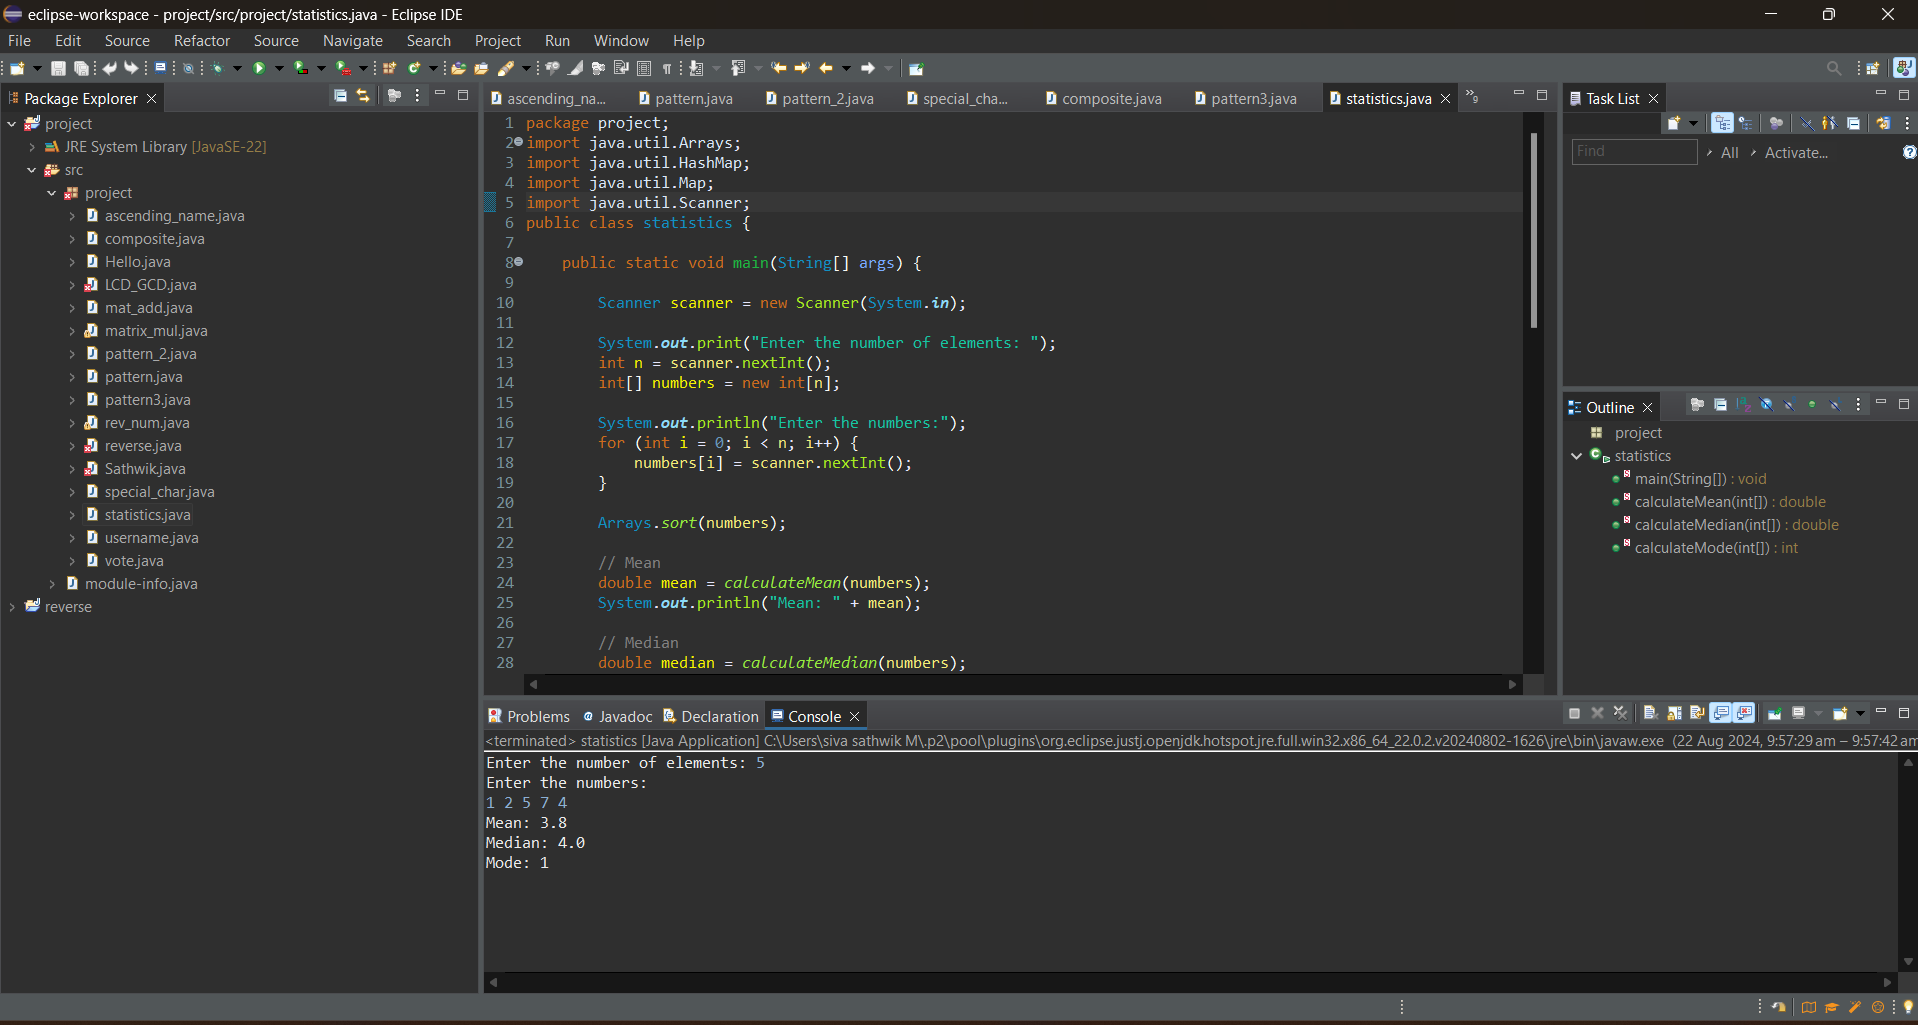 eclipse-workspace - project/src/project/statistics.java - Eclipse IDE
File Edit Source Refactor Source Navigate Search Project Run Window Help
Package Explorer
project
JRE System Library [JavaSE-22]
src
project
ascending_name.java
composite.java
Hello.java
LCD_GCD.java
mat_add.java
matrix_mul.java
pattern_2.java
pattern.java
pattern3.java
rev_num.java
reverse.java
Sathwik.java
special_char.java
statistics.java
username.java
vote.java
module-info.java
reverse
ascending_na... pattern.java pattern_2.java special_cha... composite.java pattern3.java statistics.java »9
1 package project;
2 import java.util.Arrays;
3 import java.util.HashMap;
4 import java.util.Map;
5 import java.util.Scanner;
6 public class statistics {
7
8 public static void main(String[] args) {
9
10 Scanner scanner = new Scanner(System.in);
11
12 System.out.print("Enter the number of elements: ");
13 int n = scanner.nextInt();
14 int[] numbers = new int[n];
15
16 System.out.println("Enter the numbers:");
17 for (int i = 0; i < n; i++) {
18 numbers[i] = scanner.nextInt();
19 }
20
21 Arrays.sort(numbers);
22
23 // Mean
24 double mean = calculateMean(numbers);
25 System.out.println("Mean: " + mean);
26
27 // Median
28 double median = calculateMedian(numbers);
Task List
Find All Activate...
Outline
project
statistics
main(String[]) : void
calculateMean(int[]) : double
calculateMedian(int[]) : double
calculateMode(int[]) : int
Problems Javadoc Declaration Console
<terminated> statistics [Java Application] C:\Users\siva sathwik M\.p2\pool\plugins\org.eclipse.justj.openjdk.hotspot.jre.full.win32.x86_64_22.0.2.v20240802-1626\jre\bin\javaw.exe (22 Aug 2024, 9:57:29 am – 9:57:42 am
Enter the number of elements: 5
Enter the numbers:
1 2 5 7 4
Mean: 3.8
Median: 4.0
Mode: 1